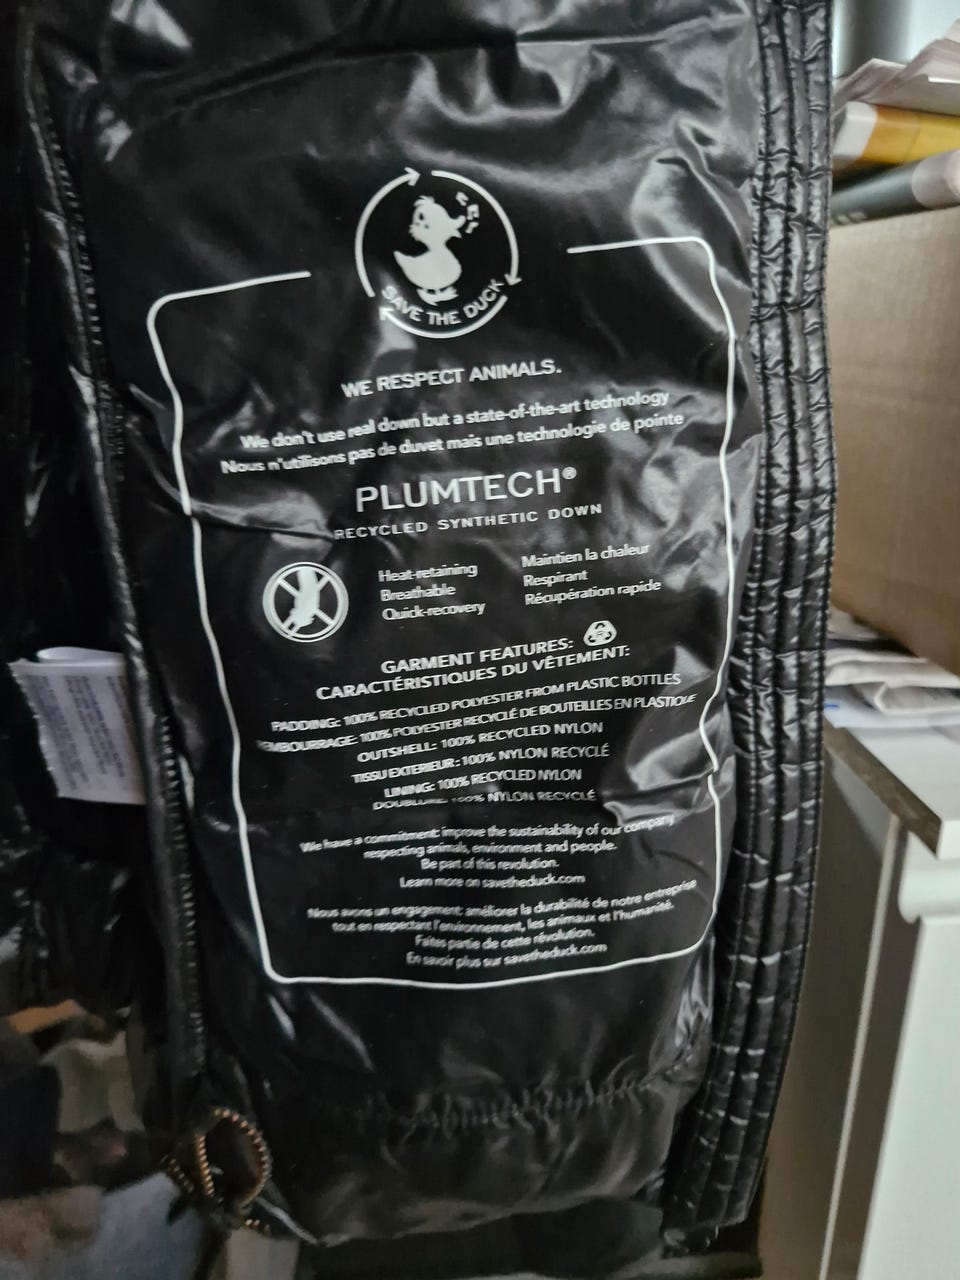 SAVE THE DUCK
WE RESPECT ANIMALS.
We don't use real down but a state-of-the-art technology
Nous n'utilisons pas de duvet mais une technologie de pointe
PLUMTECH®
RECYCLED SYNTHETIC DOWN
Heat-retaining
Breathable
Quick-recovery
Maintien la chaleur
Respirant
Récupération rapide
GARMENT FEATURES:
CARACTÉRISTIQUES DU VÊTEMENT:
PADDING: 100% RECYCLED POLYESTER FROM PLASTIC BOTTLES
REMBOURRAGE: 100% POLYESTER RECYCLÉ DE BOUTEILLES EN PLASTIQUE
OUTSHELL: 100% RECYCLED NYLON
TISSU EXTERIEUR: 100% NYLON RECYCLÉ
LINING: 100% RECYCLED NYLON
DOUBLURE: 100% NYLON RECYCLÉ
We have a commitment: improve the sustainability of our company
respecting animals, environment and people.
Be part of this revolution.
Learn more on savetheduck.com
Nous avons un engagement: améliorer la durabilité de notre entreprise
tout en respectant l'environnement, les animaux et l'humanité.
Faites partie de cette révolution.
En savoir plus sur savetheduck.com